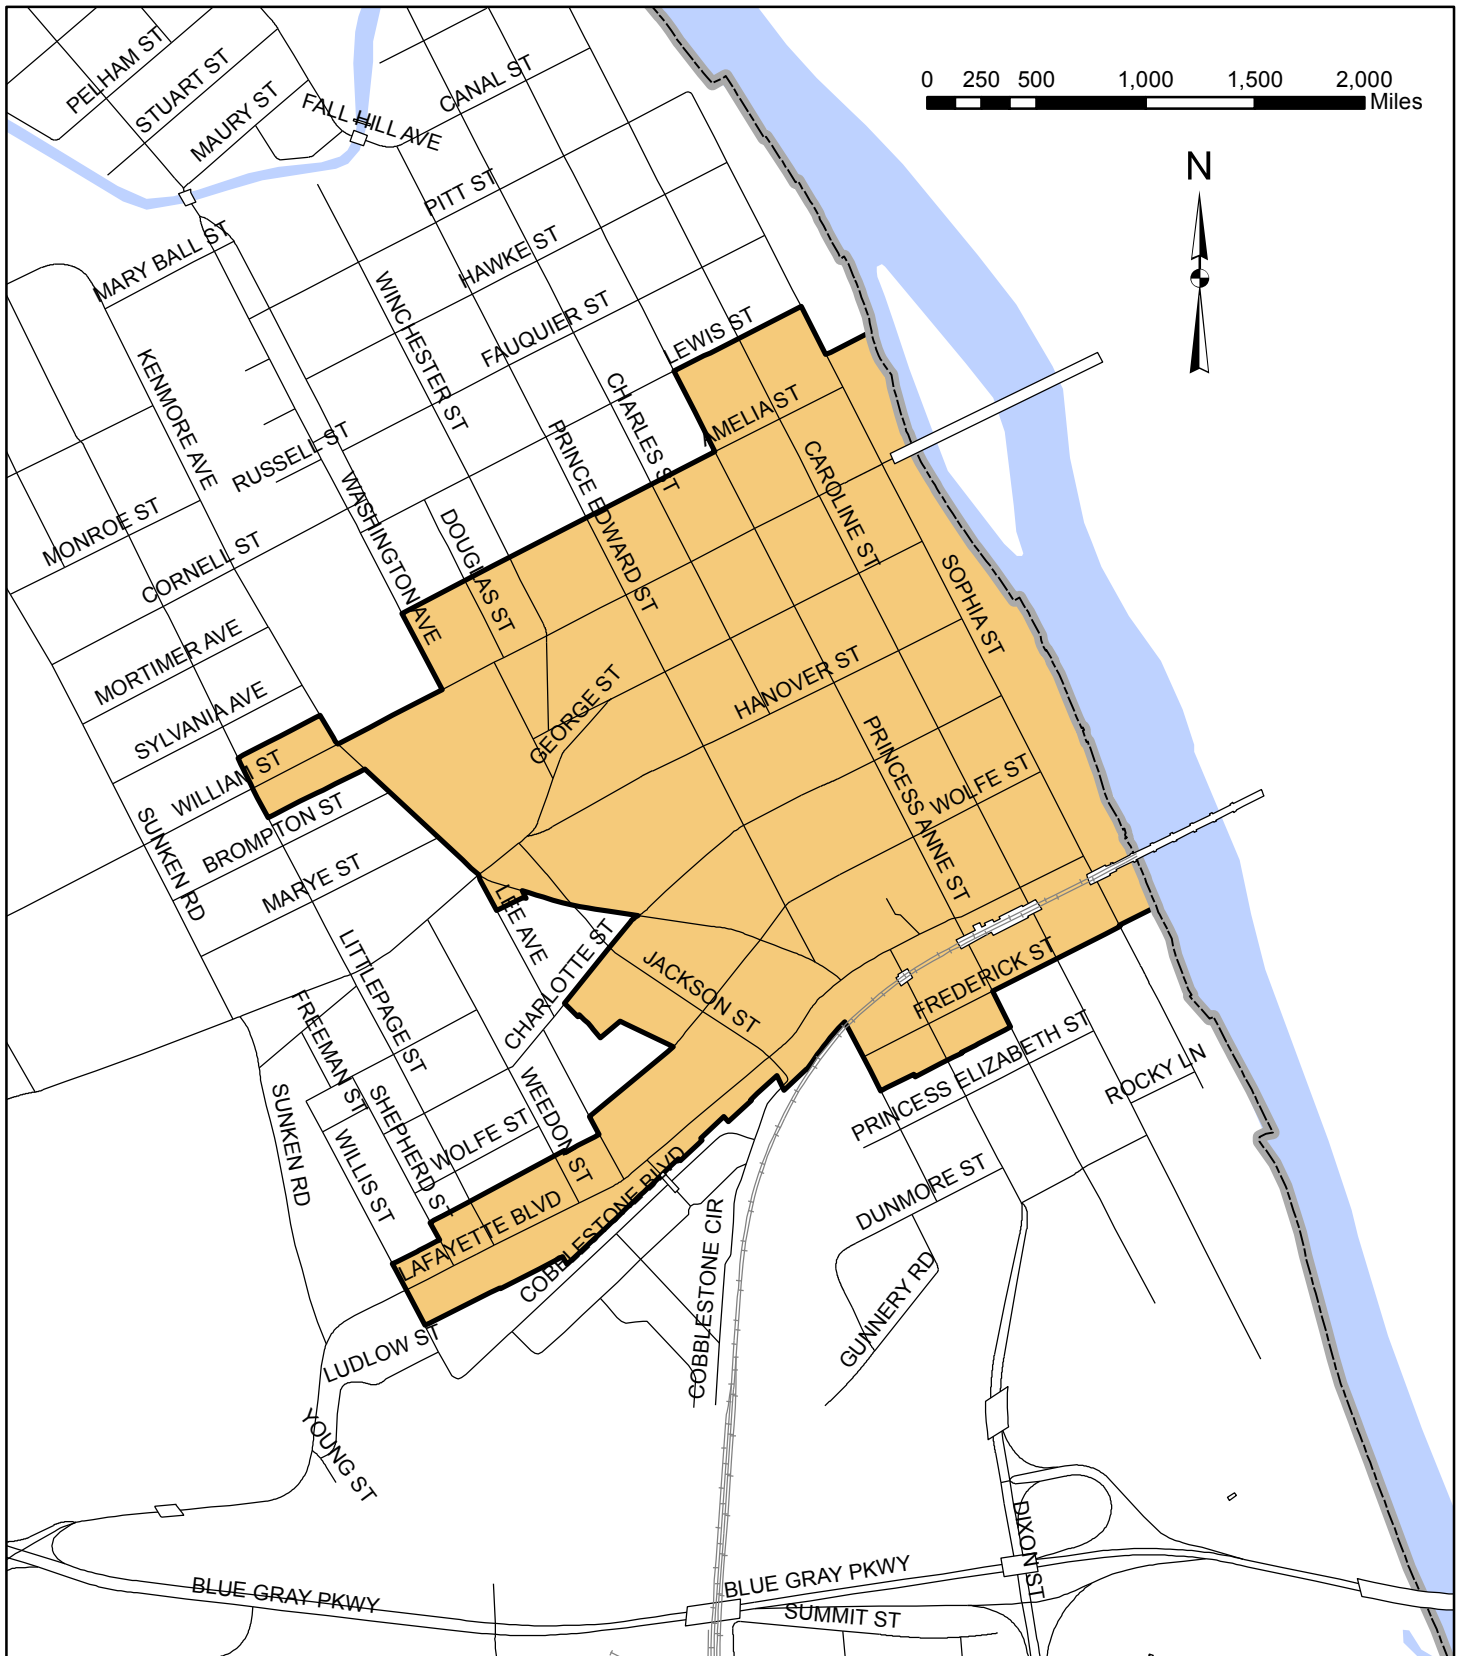 PELHAM ST
STUART ST
MAURY ST
FALL HILL AVE
CANAL ST
0 250 500 1,000 1,500 2,000
Miles
N
PITT ST
MARY BALL ST
HAWKE ST
WINCHESTER ST
FAUQUIER ST
LEWIS ST
KENMORE AVE
CHARLES ST
AMELIA ST
RUSSELL ST
PRINCE EDWARD ST
CAROLINE ST
WASHINGTON AVE
MONROE ST
DOUGLAS ST
CORNELL ST
SOPHIA ST
MORTIMER AVE
HANOVER ST
GEORGE ST
SYLVANIA AVE
PRINCESS ANNE ST
WILLIAM ST
WOLFE ST
BROMPTON ST
SUNKEN RD
MARYE ST
LEE AVE
CHARLOTTE ST
LITTLEPAGE ST
JACKSON ST
FREDERICK ST
FREEMAN ST
PRINCESS ELIZABETH ST
ROCKY LN
SUNKEN RD
SHEPHERD ST
WEEDON ST
WOLFE ST
WILLIS ST
DUNMORE ST
LAFAYETTE BLVD
COBBLESTONE BLVD
COBBLESTONE CIR
GUNNERY RD
LUDLOW ST
YOUNG ST
DIXON ST
BLUE GRAY PKWY
BLUE GRAY PKWY
SUMMIT ST